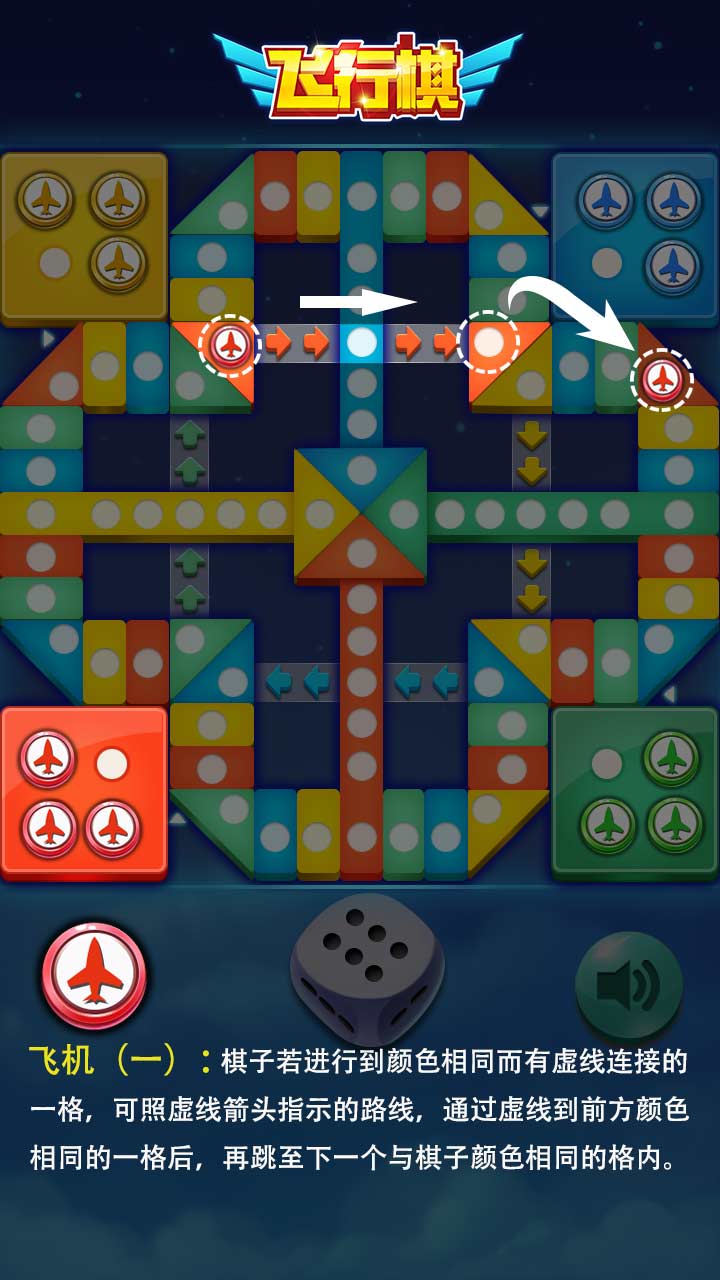 飞行棋
飞机（一）：棋子若进行到颜色相同而有虚线连接的
一格，可照虚线箭头指示的路线，通过虚线到前方颜色
相同的一格后，再跳至下一个与棋子颜色相同的格内。